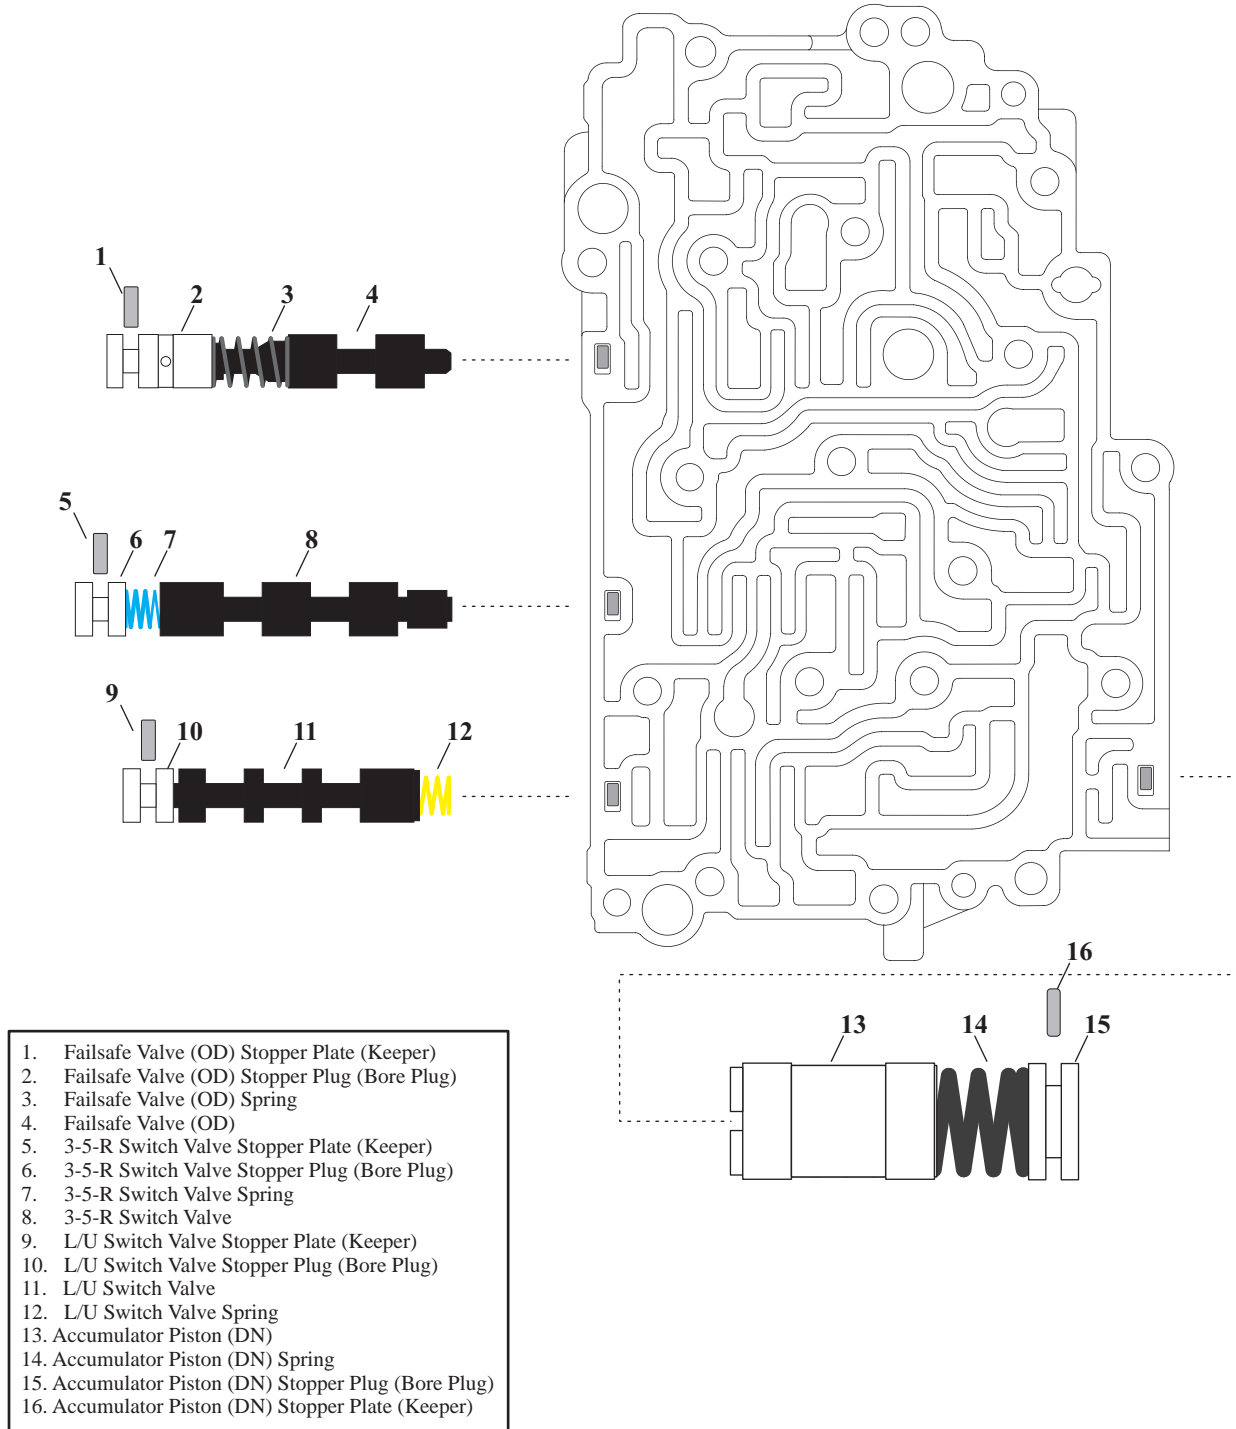 1
2
3
4
5
6
7
8
9
10
11
12
16
13
14
15
1. Failsafe Valve (OD) Stopper Plate (Keeper)
2. Failsafe Valve (OD) Stopper Plug (Bore Plug)
3. Failsafe Valve (OD) Spring
4. Failsafe Valve (OD)
5. 3-5-R Switch Valve Stopper Plate (Keeper)
6. 3-5-R Switch Valve Stopper Plug (Bore Plug)
7. 3-5-R Switch Valve Spring
8. 3-5-R Switch Valve
9. L/U Switch Valve Stopper Plate (Keeper)
10. L/U Switch Valve Stopper Plug (Bore Plug)
11. L/U Switch Valve
12. L/U Switch Valve Spring
13. Accumulator Piston (DN)
14. Accumulator Piston (DN) Spring
15. Accumulator Piston (DN) Stopper Plug (Bore Plug)
16. Accumulator Piston (DN) Stopper Plate (Keeper)